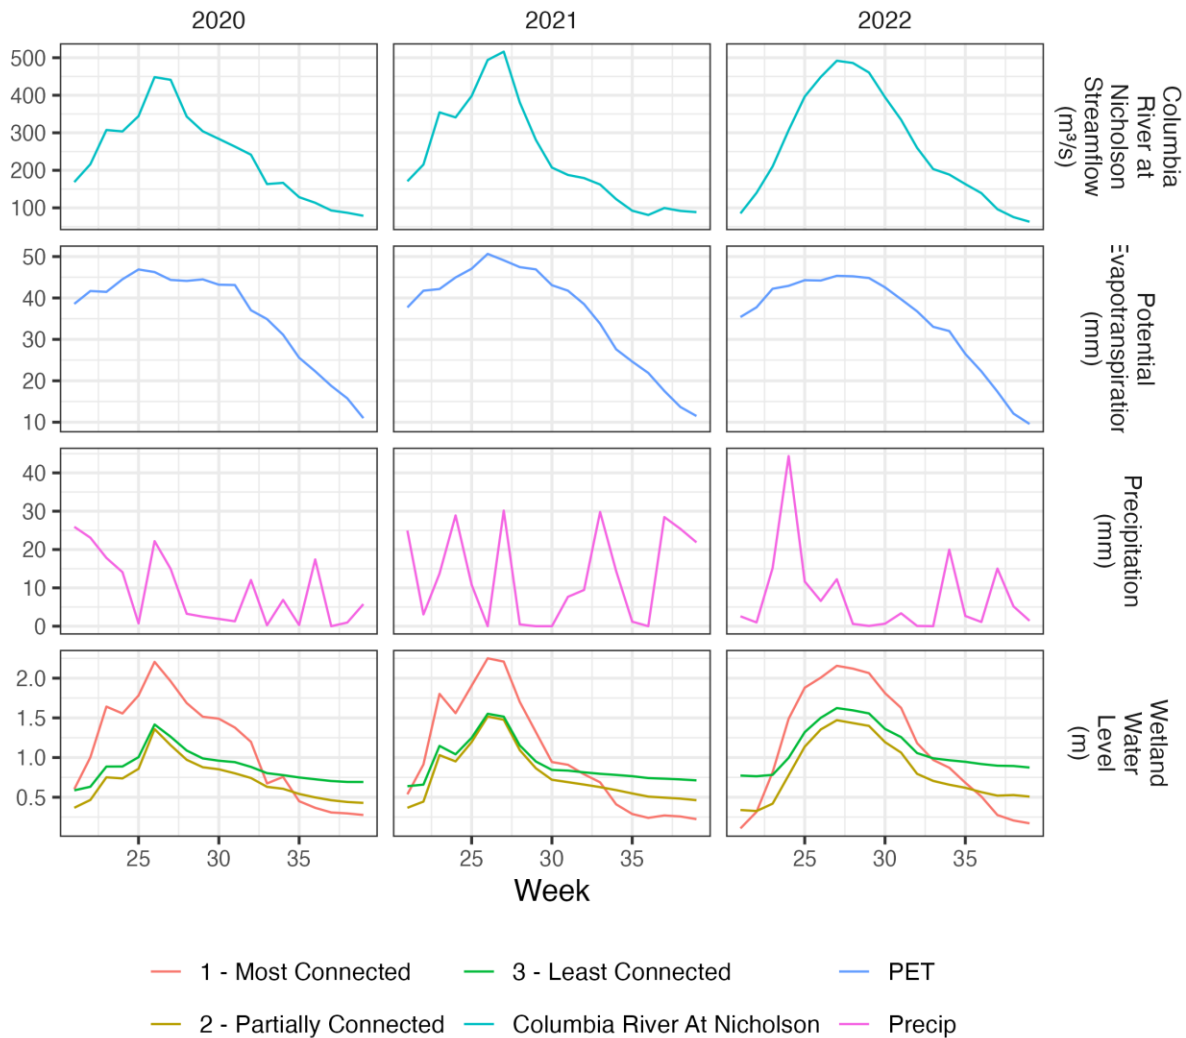 2020
2021
2022
500
400
300
200
100
Columbia
River at
Nicholson
Streamflow
(m³/s)
50
40
30
20
10
Potential
Evapotranspiration
(mm)
40
30
20
10
0
Precipitation
(mm)
2.0
1.5
1.0
0.5
Wetland
Water
Level
(m)
25 30 35
25 30 35
25 30 35
Week
1 - Most Connected
3 - Least Connected
PET
2 - Partially Connected
Columbia River At Nicholson
Precip